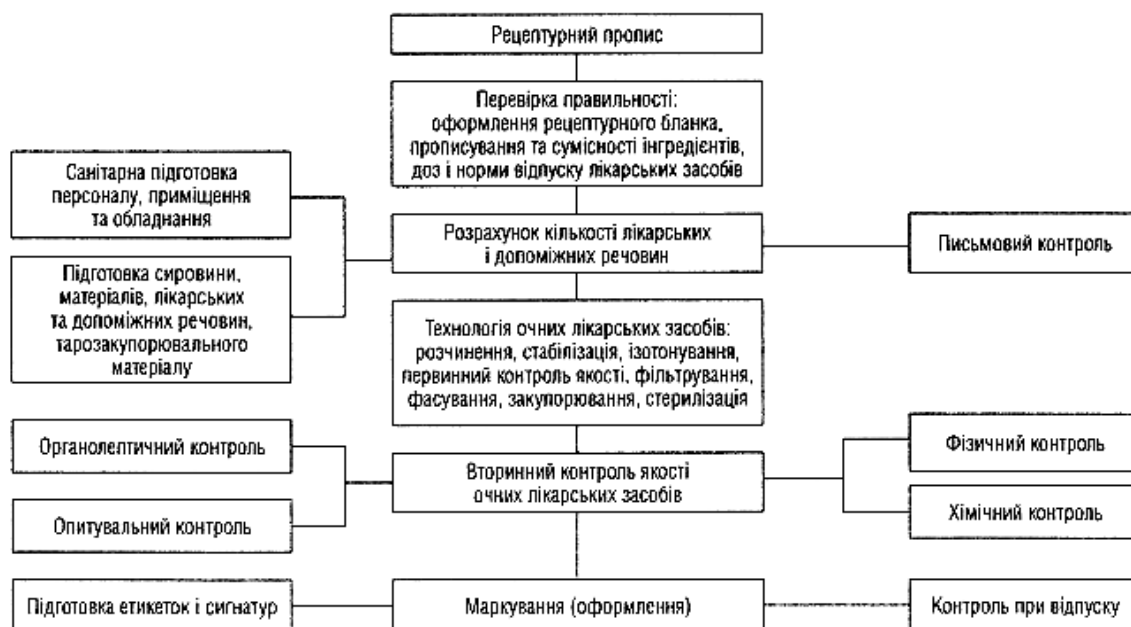 Рецептурний пропис
Перевірка правильності:
оформлення рецептурного бланка,
прописування та сумісності інгредієнтів,
доз і норми відпуску лікарських засобів
Санітарна підготовка
персоналу, приміщення
та обладнання
Розрахунок кількості лікарських
і допоміжних речовин
Письмовий контроль
Підготовка сировини,
матеріалів, лікарських
та допоміжних речовин,
тарозакупорювального
матеріалу
Технологія очних лікарських засобів:
розчинення, стабілізація, ізотонування,
первинний контроль якості, фільтрування,
фасування, закупорювання, стерилізація
Органолептичний контроль
Вторинний контроль якості
очних лікарських засобів
Фізичний контроль
Опитувальний контроль
Хімічний контроль
Підготовка етикеток і сигнатур
Маркування (оформлення)
Контроль при відпуску